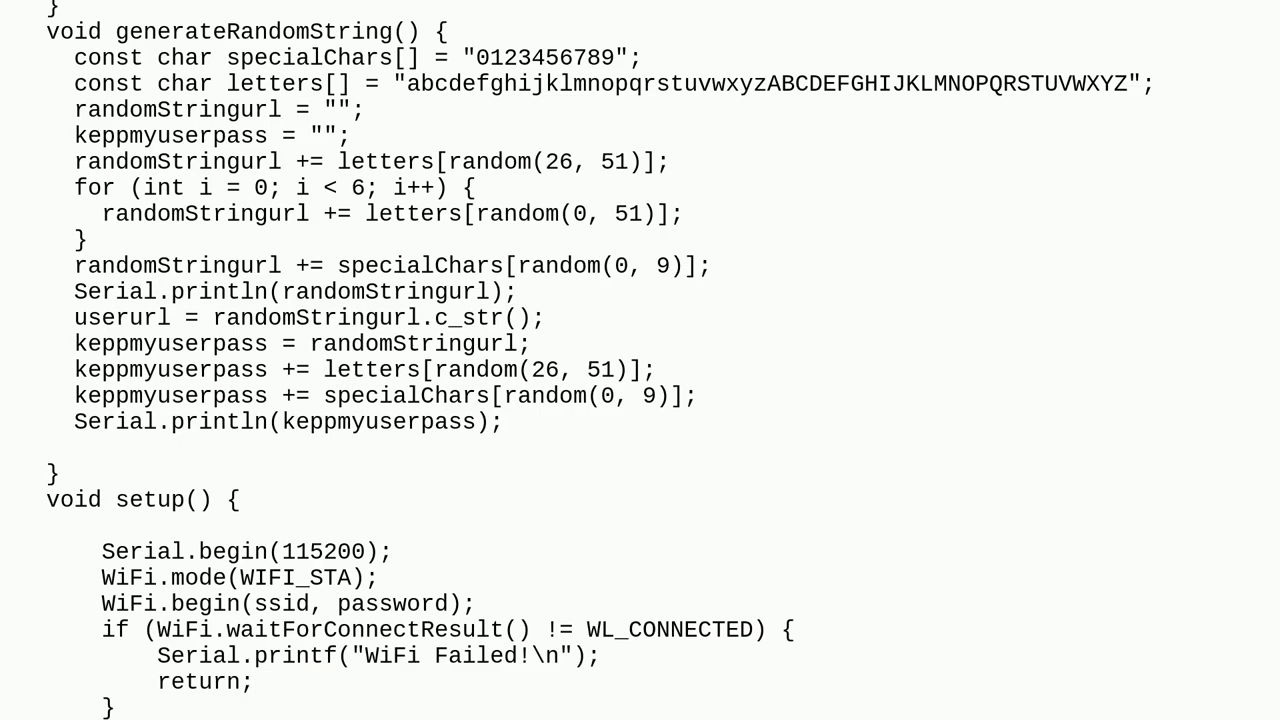 }
void generateRandomString() {
const char specialChars[] = "0123456789";
const char letters[] = "abcdefghijklmnopqrstuvwxyzABCDEFGHIJKLMNOPQRSTUVWXYZ";
randomStringurl = "";
keppmyuserpass = "";
randomStringurl += letters[random(26, 51)];
for (int i = 0; i < 6; i++) {
randomStringurl += letters[random(0, 51)];
}
randomStringurl += specialChars[random(0, 9)];
Serial.println(randomStringurl);
userurl = randomStringurl.c_str();
keppmyuserpass = randomStringurl;
keppmyuserpass += letters[random(26, 51)];
keppmyuserpass += specialChars[random(0, 9)];
Serial.println(keppmyuserpass);
}
void setup() {
Serial.begin(115200);
WiFi.mode(WIFI_STA);
WiFi.begin(ssid, password);
if (WiFi.waitForConnectResult() != WL_CONNECTED) {
Serial.printf("WiFi Failed!\n");
return;
}